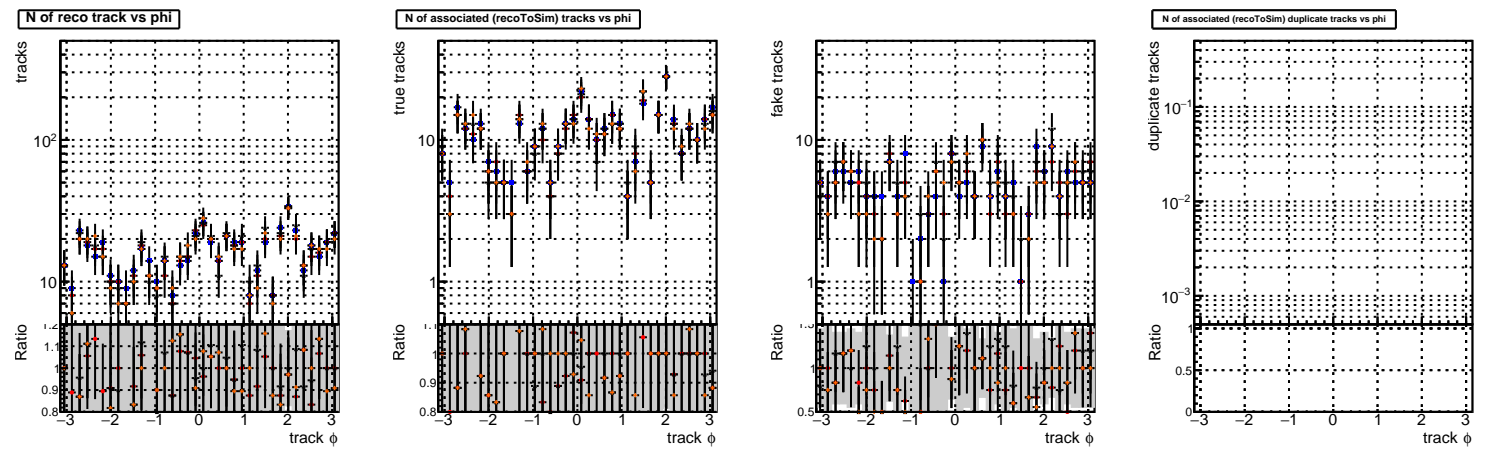 N of reco track vs phi
tracks
10²
10
Ratio
1.2
1.1
1
0.9
0.8
−3 −2 −1 0 1 2 3
track ϕ
N of associated (recoToSim) tracks vs phi
true tracks
10
1
Ratio
1.1
1
0.9
0.8
−3 −2 −1 0 1 2 3
track ϕ
fake tracks
10
1
Ratio
1.5
1
0.5
−3 −2 −1 0 1 2 3
track ϕ
N of associated (recoToSim) duplicate tracks vs phi
duplicate tracks
10⁻¹
10⁻²
10⁻³
Ratio
1
0.5
0
−3 −2 −1 0 1 2 3
track ϕ